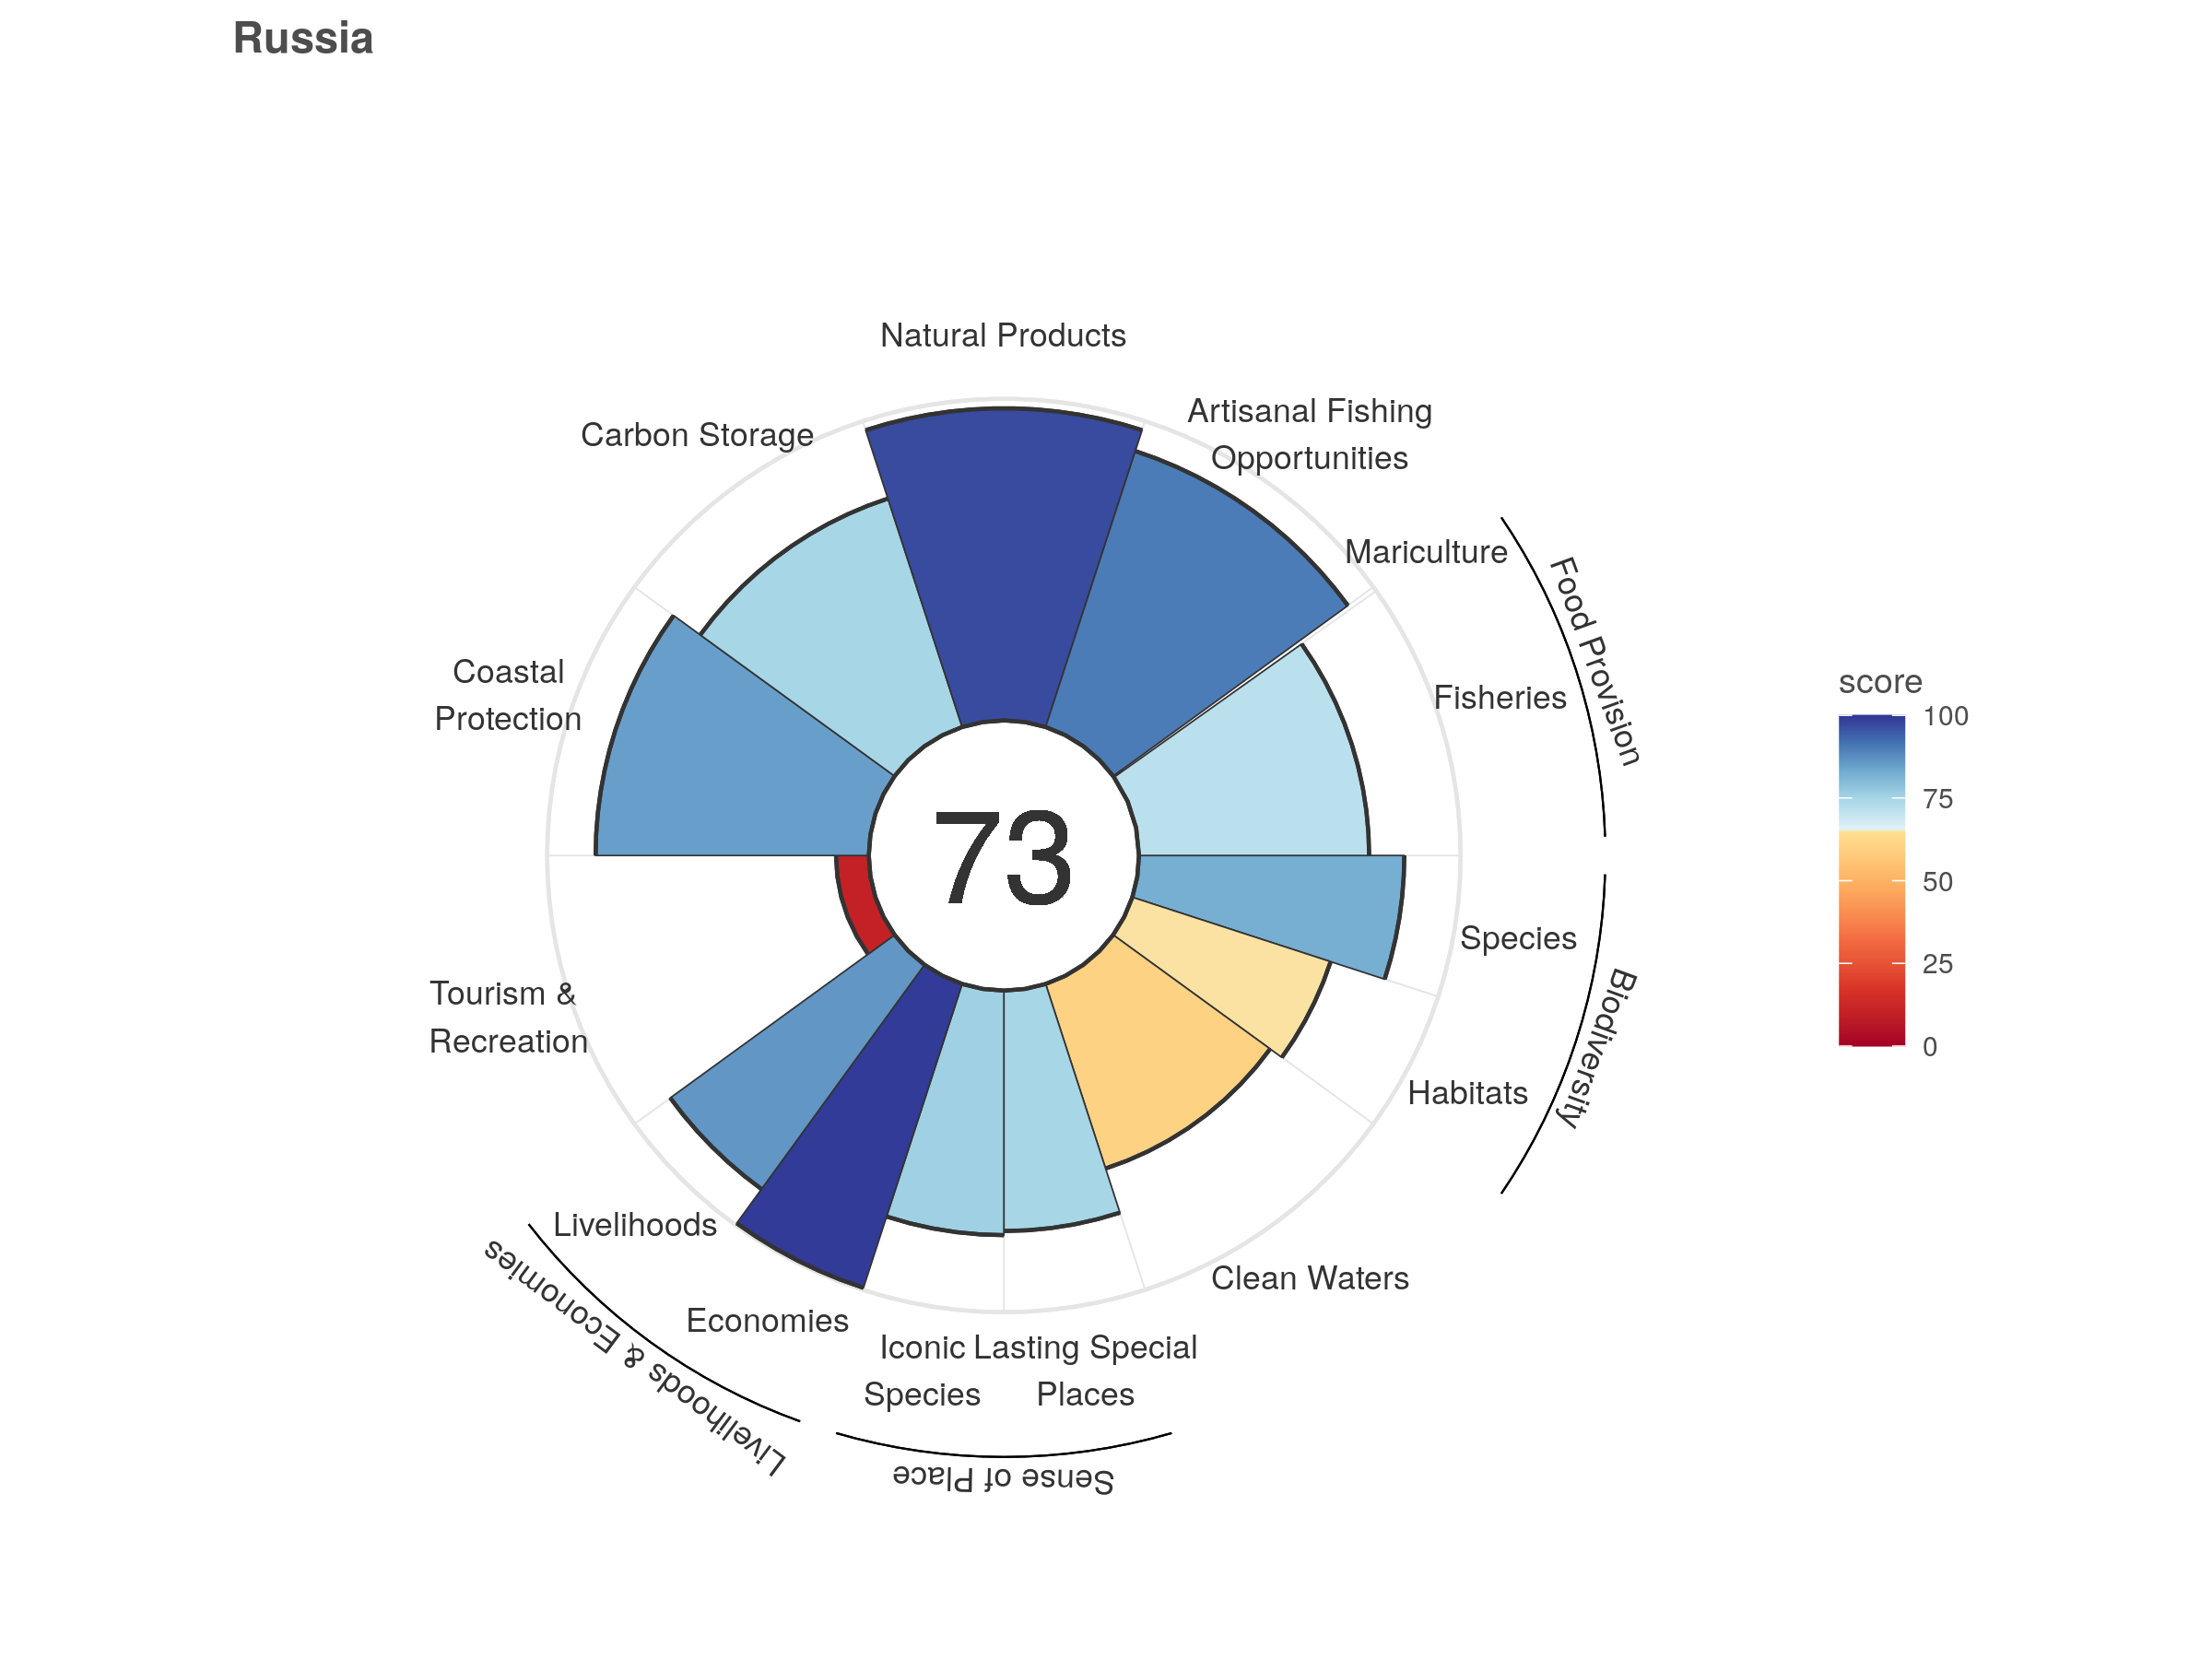 Russia
Natural Products
Artisanal Fishing
Opportunities
Carbon Storage
Mariculture
Food Provision
Fisheries
Coastal
Protection
73
score
100
75
50
25
0
Species
Biodiversity
Habitats
Tourism &
Recreation
Livelihoods
Clean Waters
Economies
Livelihoods & Economies
Iconic
Species
Lasting Special
Places
Sense of Place